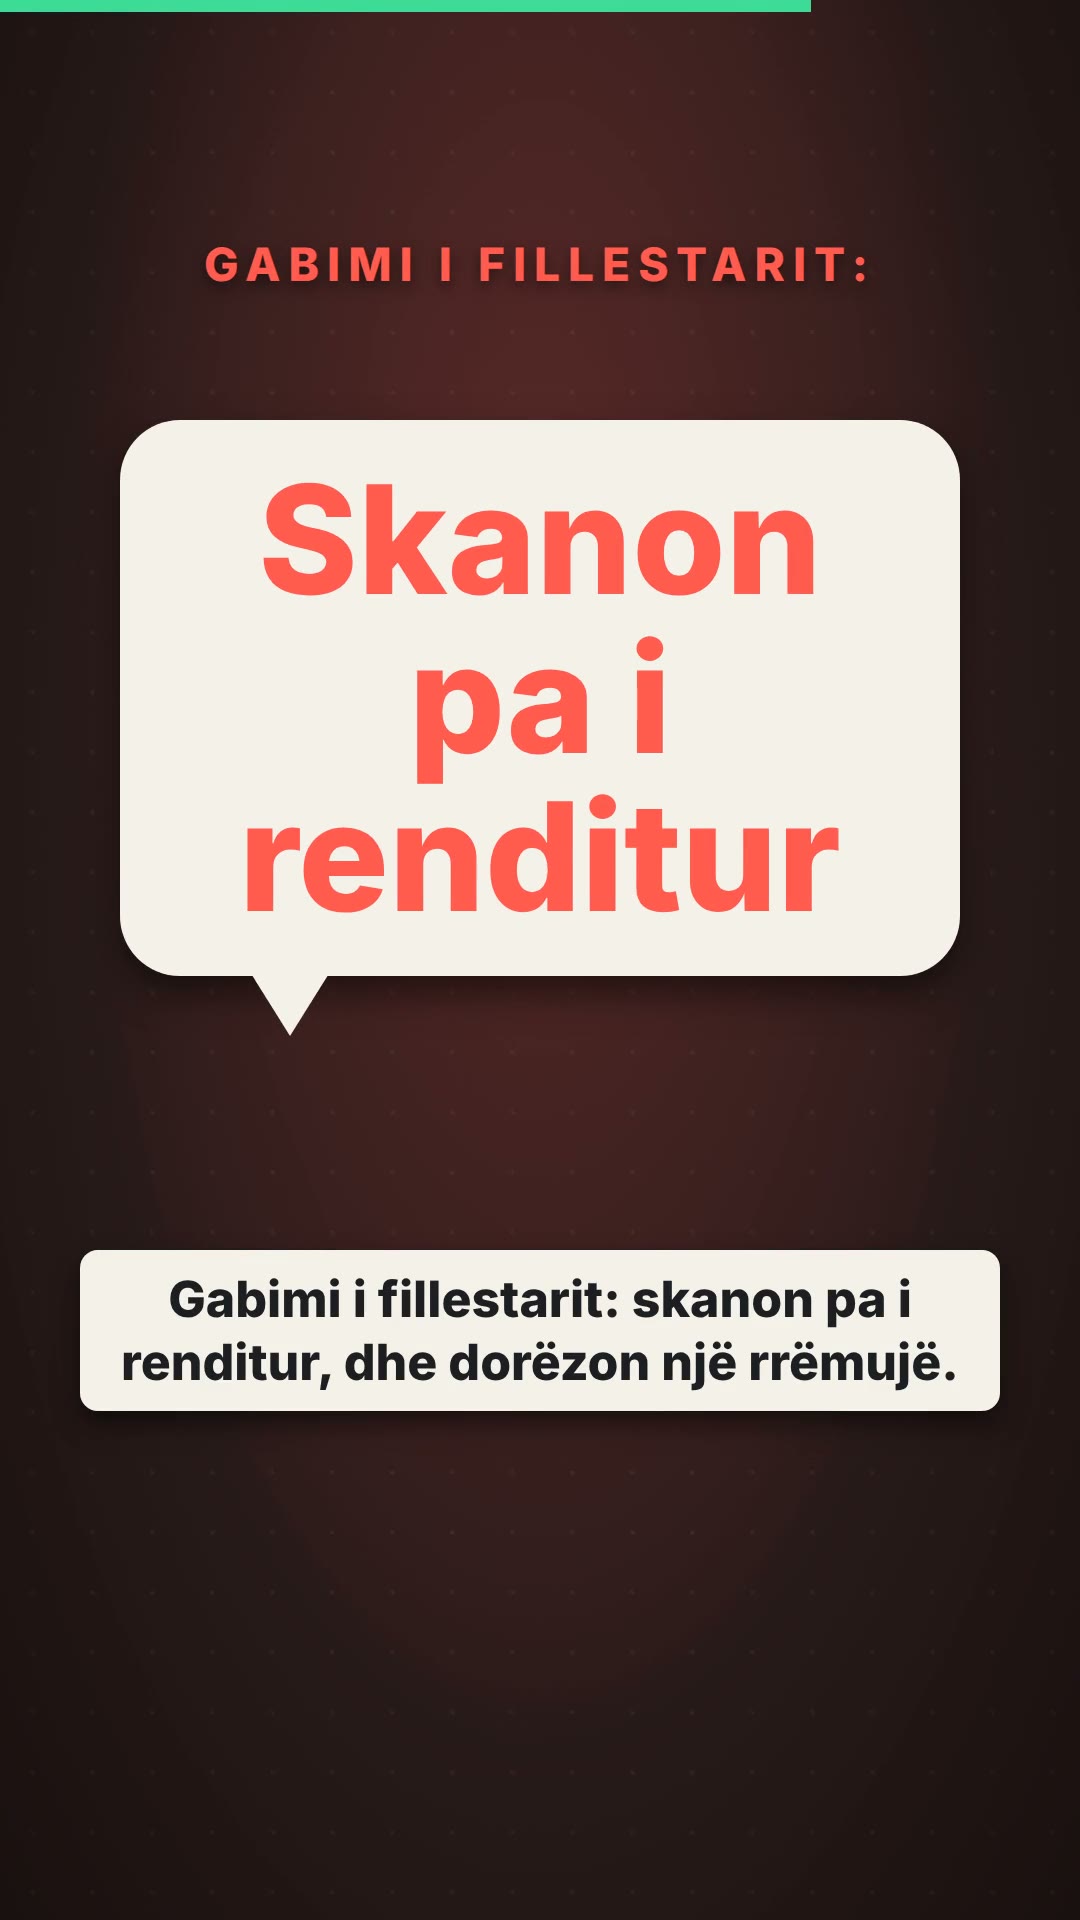 GABIMI I FILLESTARIT:
Skanon
pa i
renditur
Gabimi i fillestarit: skanon pa i
renditur, dhe dorëzon një rrëmujë.